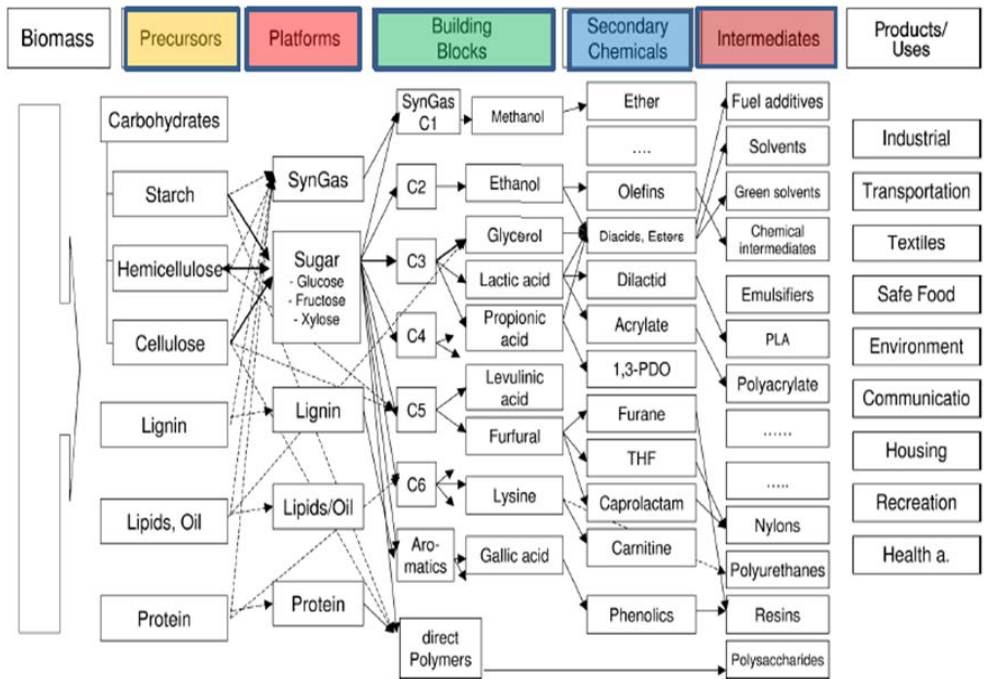 Biomass
Precursors
Platforms
Building
Blocks
Secondary
Chemicals
Intermediates
Products/
Uses
Carbohydrates
Starch
Hemicellulose
Cellulose
Lignin
Lipids, Oil
Protein
SynGas
Sugar
- Glucose
- Fructose
- Xylose
Lignin
Lipids/Oil
Protein
SynGas
C1
C2
C3
C4
C5
C6
Aro-
matics
direct
Polymers
Methanol
Ethanol
Glycerol
Lactic acid
Propionic
acid
Levulinic
acid
Furfural
Lysine
Gallic acid
Ether
....
Olefins
Diacids, Esters
Dilactid
Acrylate
1,3-PDO
Furane
THF
Caprolactam
Carnitine
Phenolics
Fuel additives
Solvents
Green solvents
Chemical
intermediates
Emulsifiers
PLA
Polyacrylate
......
.....
Nylons
Polyurethanes
Resins
Polysaccharides
Industrial
Transportation
Textiles
Safe Food
Environment
Communicatio
Housing
Recreation
Health a.